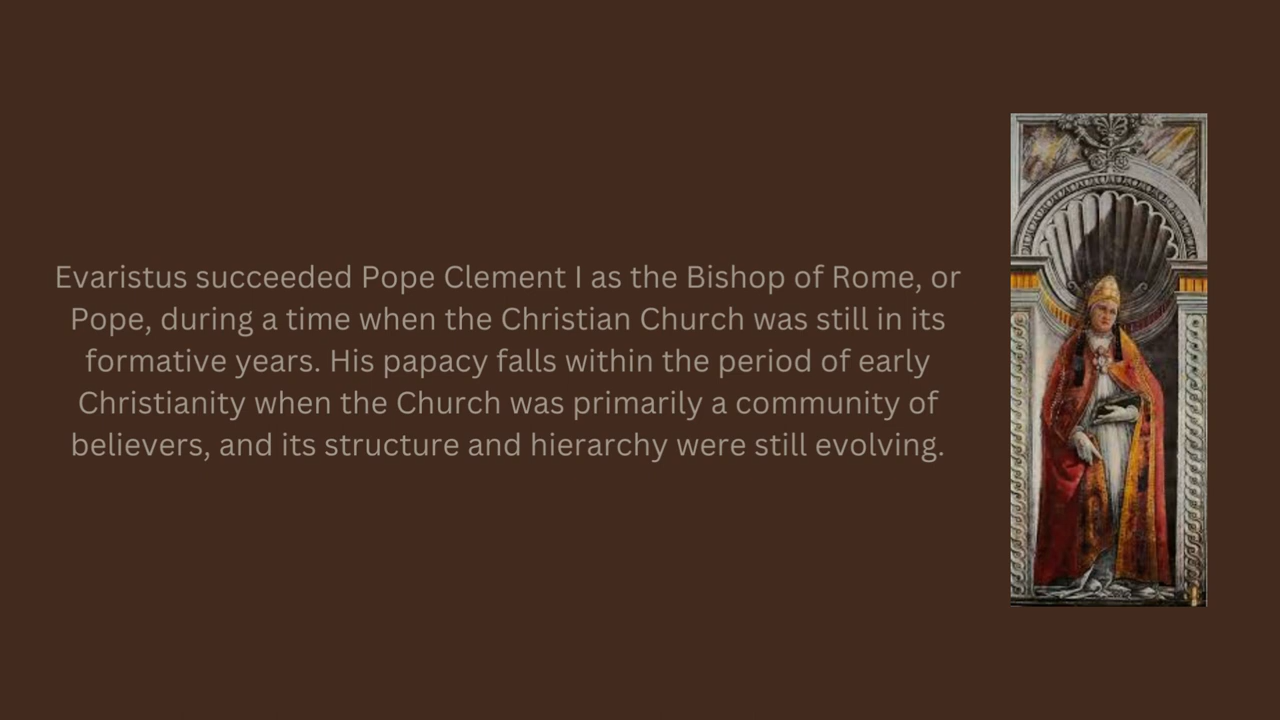 Evaristus succeeded Pope Clement I as the Bishop of Rome, or
Pope, during a time when the Christian Church was still in its
formative years. His papacy falls within the period of early
Christianity when the Church was primarily a community of
believers, and its structure and hierarchy were still evolving.